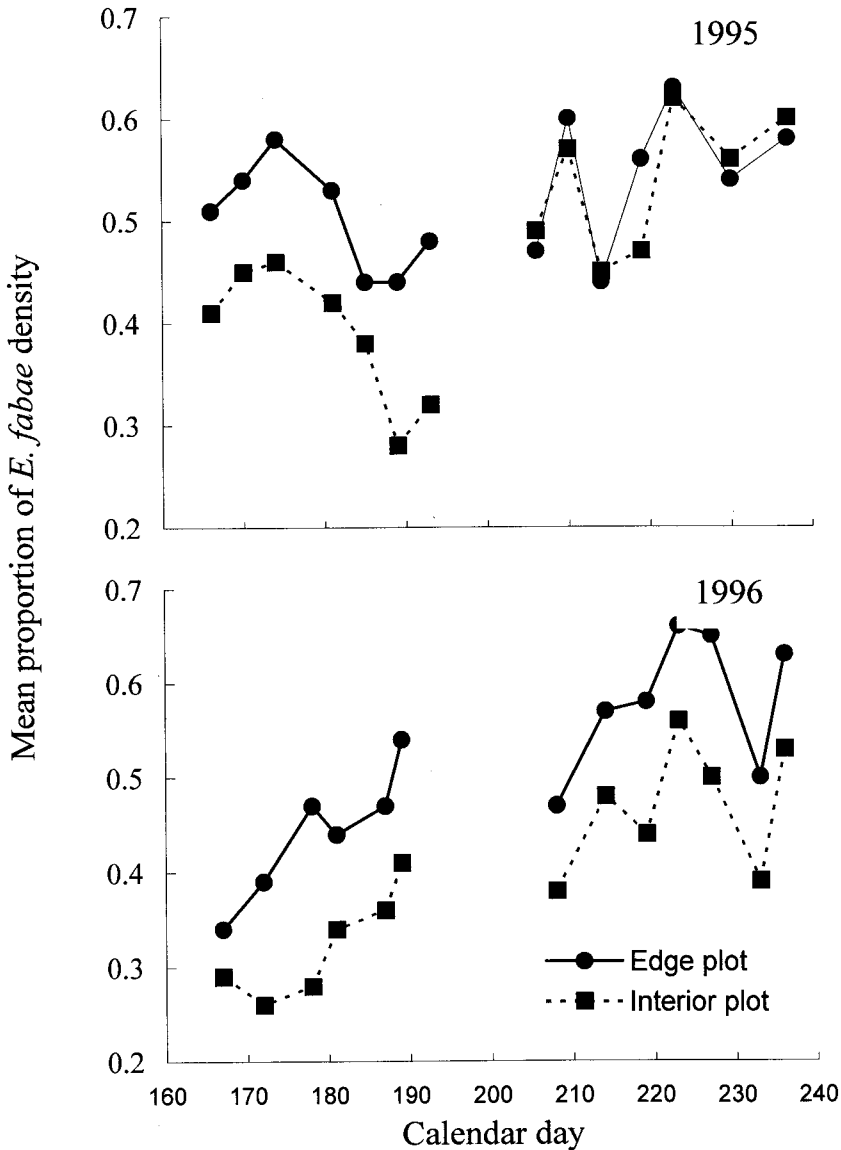 Mean proportion of E. fabae density
1995
0.7
0.6
0.5
0.4
0.3
0.2
1996
0.7
0.6
0.5
0.4
0.3
0.2
Edge plot
Interior plot
160 170 180 190 200 210 220 230 240
Calendar day